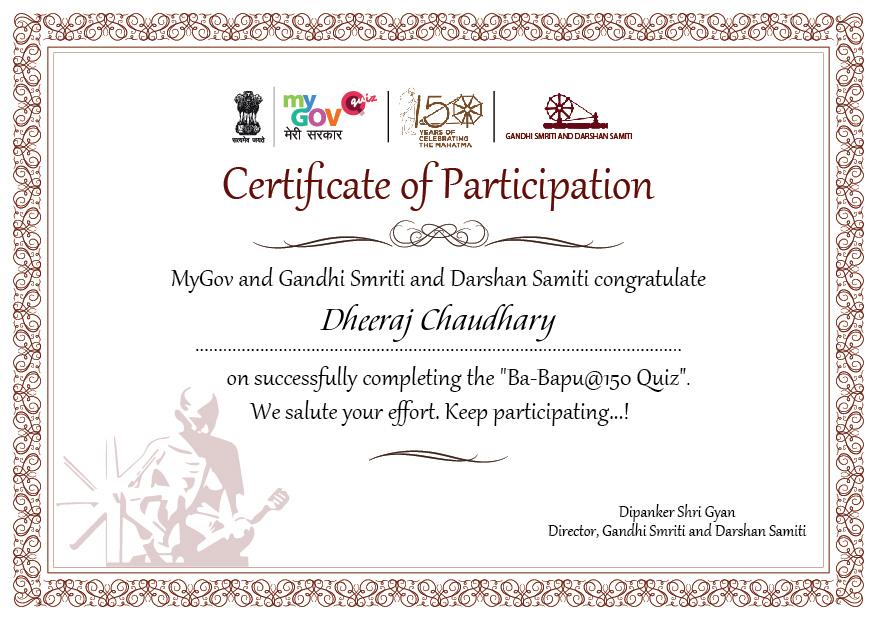 सत्यमेव जयते
my
GOV
quiz
मेरी सरकार
150
YEARS OF
CELEBRATING
THE MAHATMA
GANDHI SMRITI AND DARSHAN SAMITI
Certificate of Participation
MyGov and Gandhi Smriti and Darshan Samiti congratulate
Dheeraj Chaudhary
on successfully completing the "Ba-Bapu@150 Quiz".
We salute your effort. Keep participating...!
Dipanker Shri Gyan
Director, Gandhi Smriti and Darshan Samiti